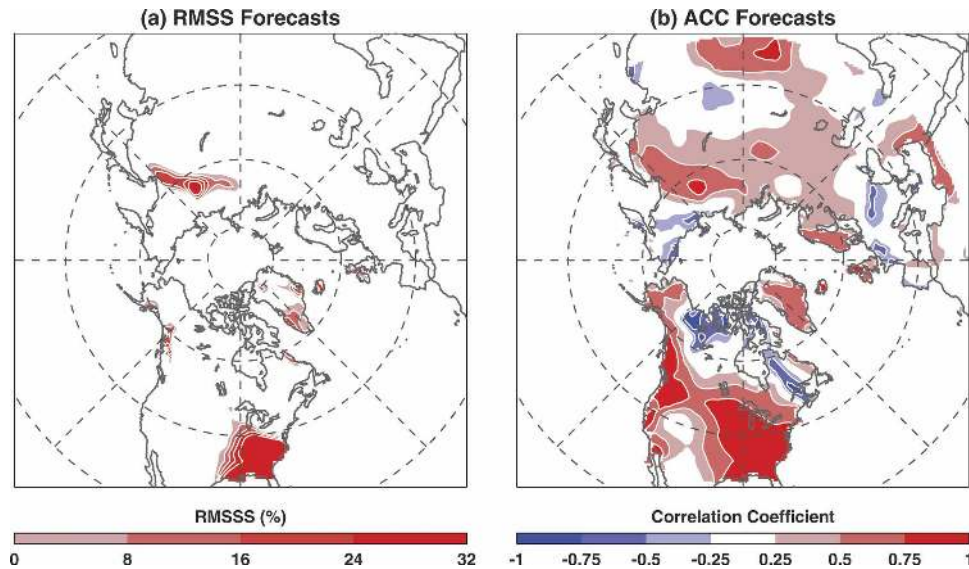 (a) RMSS Forecasts
(b) ACC Forecasts
RMSSS (%)
0 8 16 24 32
Correlation Coefficient
-1 -0.75 -0.5 -0.25 0.25 0.5 0.75 1